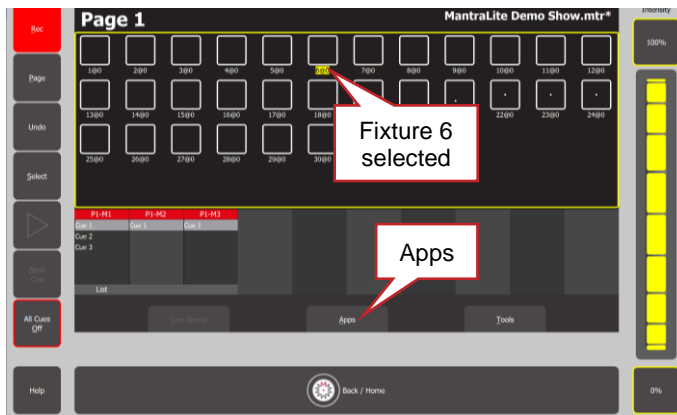 Rec
Page
Undo
Select
Next
Cue
All Cues
Off
Help
Page 1
MantraLite Demo Show.mtr*
1@0 2@0 3@0 4@0 5@0 6@0 7@0 8@0 9@0 10@0 11@0 12@0
13@0 14@0 15@0 16@0 17@0 18@0 22@0 23@0 24@0
25@0 26@0 27@0 28@0 29@0 30@0
Fixture 6
selected
P1-M1 P1-M2 P1-M3
Cue 1 Cue 1 Cue 1
Cue 2
Cue 3
List
Apps
Live Speed Apps Tools
Back / Home
Intensity
100%
0%